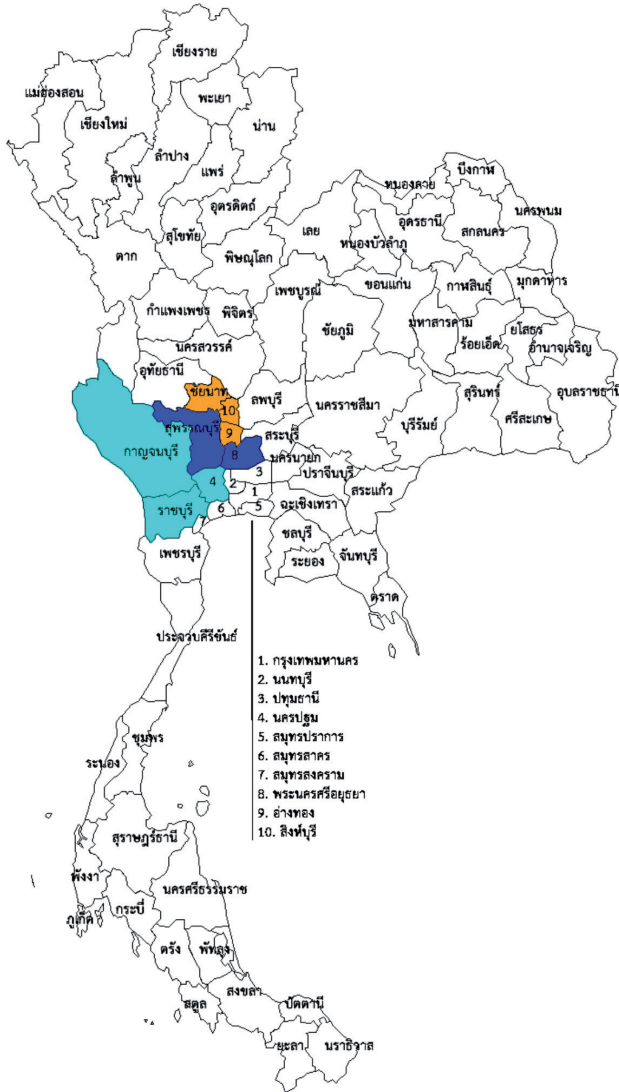 เชียงราย
แม่ฮ่องสอน
พะเยา
เชียงใหม่
น่าน
ลำปาง
แพร่
ลำพูน
อุตรดิตถ์
บึงกาฬ
หนองคาย
นครพนม
เลย
อุดรธานี
สกลนคร
สุโขทัย
หนองบัวลำภู
ตาก
พิษณุโลก
ขอนแก่น
กาฬสินธุ์
มุกดาหาร
เพชรบูรณ์
กำแพงเพชร
พิจิตร
ชัยภูมิ
มหาสารคาม
ยโสธร
ร้อยเอ็ด
อำนาจเจริญ
นครสวรรค์
อุทัยธานี
ชัยนาท
ลพบุรี
นครราชสีมา
สุรินทร์
อุบลราชธานี
10
บุรีรัมย์
ศรีสะเกษ
สุพรรณบุรี
9
สระบุรี
กาญจนบุรี
8
นครนายก
3
ปราจีนบุรี
4
2
สระแก้ว
1
ราชบุรี
6
5
ฉะเชิงเทรา
7
ชลบุรี
เพชรบุรี
ระยอง
จันทบุรี
ตราด
ประจวบคีรีขันธ์
1. กรุงเทพมหานคร
2. นนทบุรี
3. ปทุมธานี
4. นครปฐม
5. สมุทรปราการ
6. สมุทรสาคร
7. สมุทรสงคราม
8. พระนครศรีอยุธยา
9. อ่างทอง
10. สิงห์บุรี
ชุมพร
ระนอง
สุราษฎร์ธานี
พังงา
นครศรีธรรมราช
กระบี่
ภูเก็ต
ตรัง
พัทลุง
สงขลา
สตูล
ปัตตานี
ยะลา
นราธิวาส